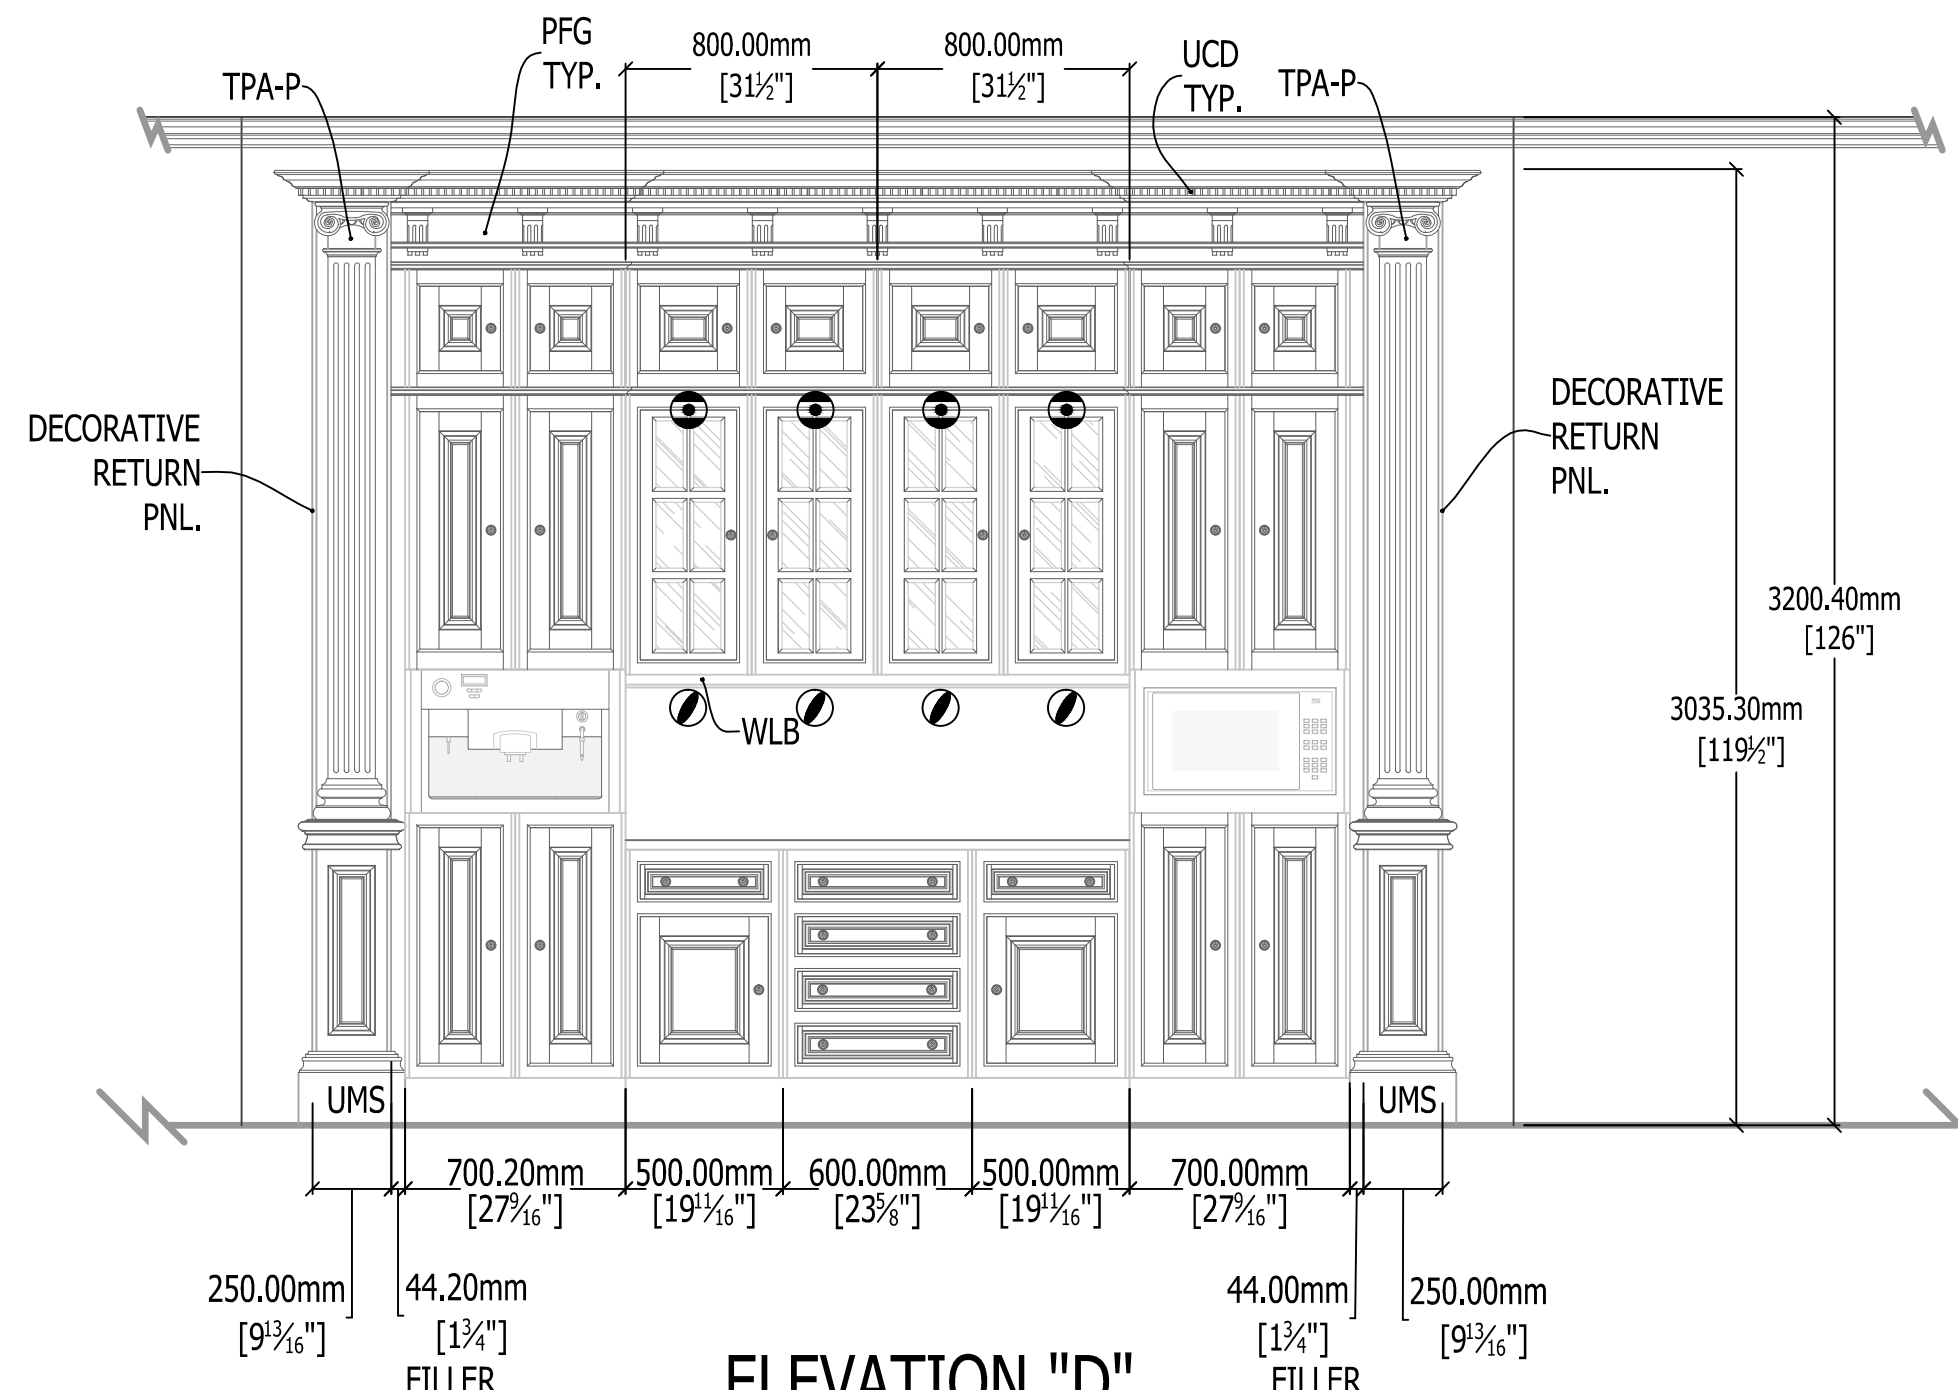 PFG
TYP.
800.00mm
[31½"]
800.00mm
[31½"]
UCD
TYP.
TPA-P
TPA-P
DECORATIVE
RETURN
PNL.
DECORATIVE
RETURN
PNL.
3200.40mm
[126"]
3035.30mm
[119½"]
WLB
UMS
UMS
700.20mm
[27⁹⁄₁₆"]
500.00mm
[19¹¹⁄₁₆"]
600.00mm
[23⅝"]
500.00mm
[19¹¹⁄₁₆"]
700.00mm
[27⁹⁄₁₆"]
250.00mm
[9¹³⁄₁₆"]
44.20mm
[1¾"]
FILLER
44.00mm
[1¾"]
FILLER
250.00mm
[9¹³⁄₁₆"]
ELEVATION "D"